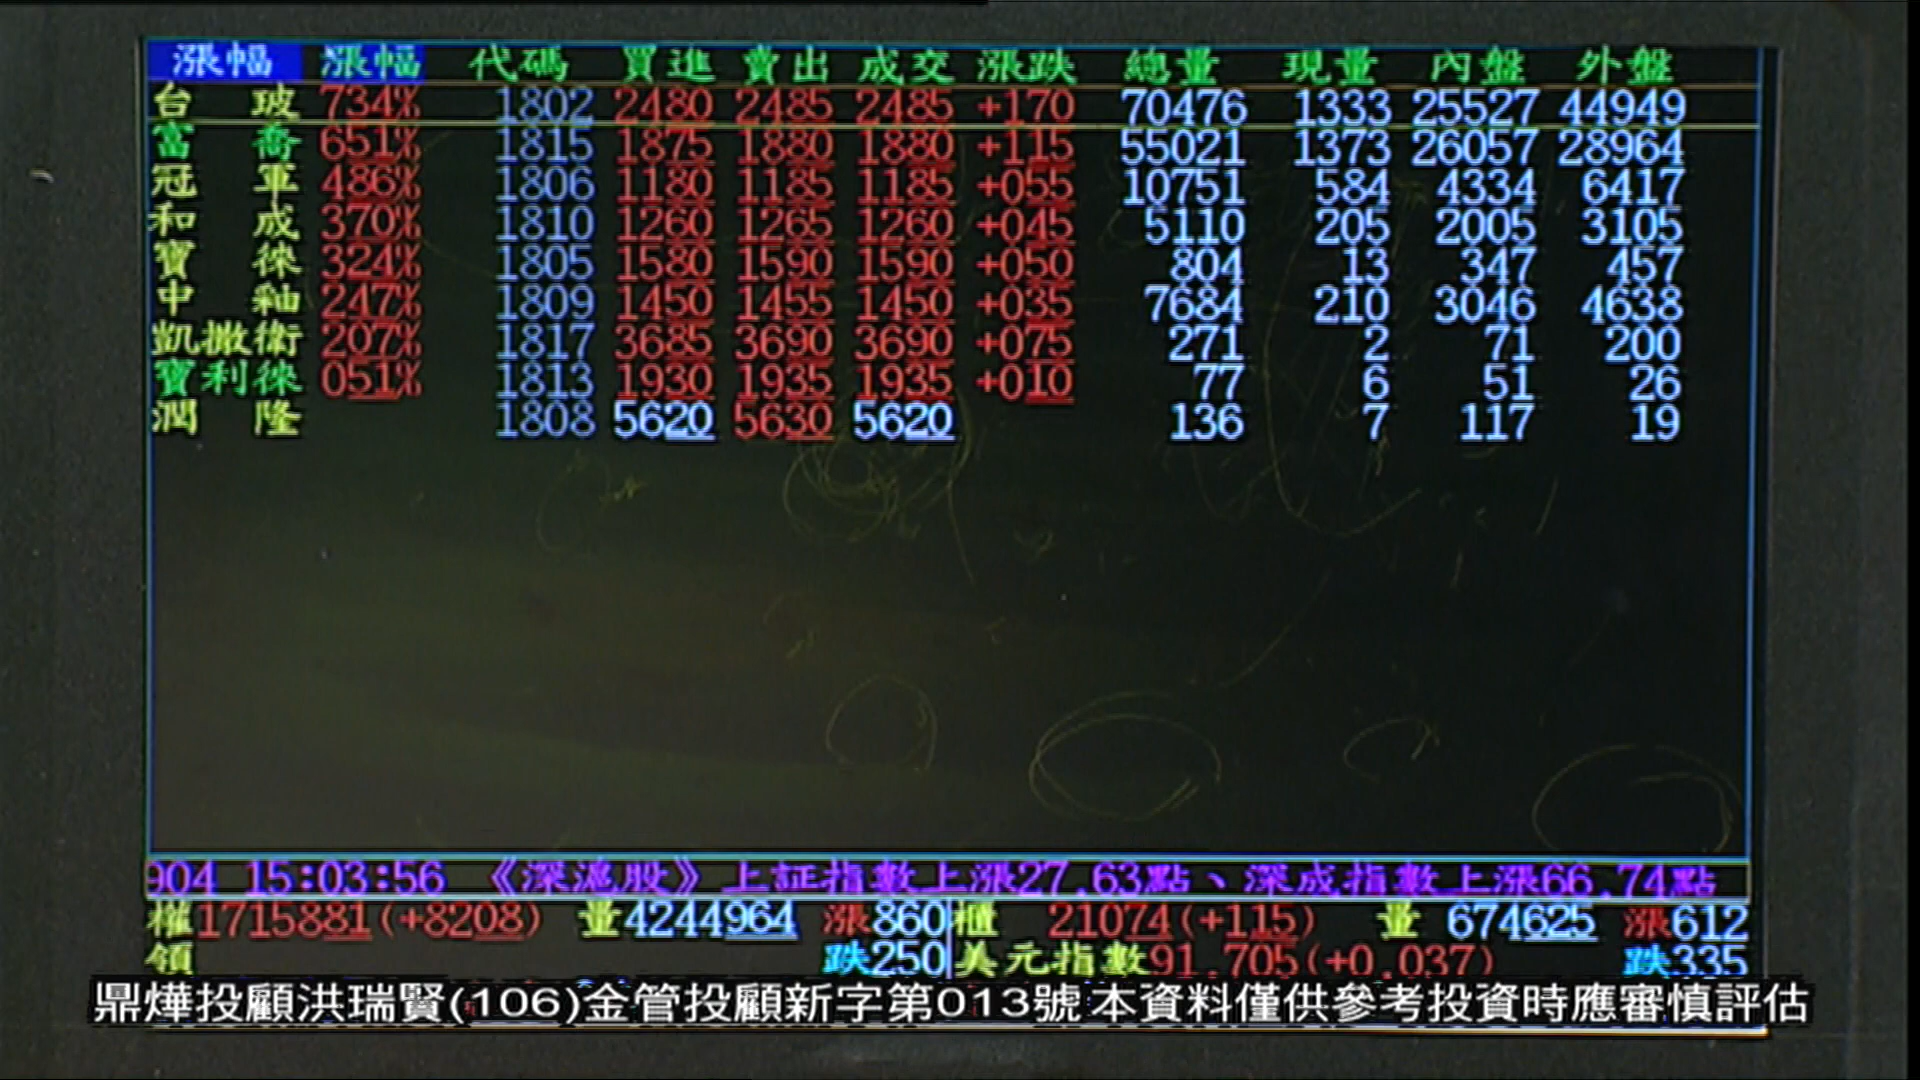 漲幅 漲幅 代碼 買進 賣出 成交 漲跌 總量 現量 內盤 外盤
台玻 734% 1802 2480 2485 2485 +170 70476 1333 25527 44949
富喬 651% 1815 1875 1880 1880 +115 55021 1373 26057 28964
冠軍 486% 1806 1180 1185 1185 +055 10751 584 4334 6417
和成 370% 1810 1260 1265 1260 +045 5110 205 2005 3105
寶徠 324% 1805 1580 1590 1590 +050 804 13 347 457
中釉 247% 1809 1450 1455 1450 +035 7684 210 3046 4638
凱撒衛 207% 1817 3685 3690 3690 +075 271 2 71 200
寶利徠 051% 1813 1930 1935 1935 +010 77 6 51 26
潤隆 1808 5620 5630 5620 136 7 117 19
904 15:03:56 《深滬股》上証指數上漲27.63點、深成指數上漲66.74點
權1715881(+8208) 量4244964 漲860 櫃 21074(+115) 量 674625 漲612
領 跌250 美元指數91.705(+0.037) 跌335
鼎燁投顧洪瑞賢(106)金管投顧新字第013號 本資料僅供參考投資時應審慎評估